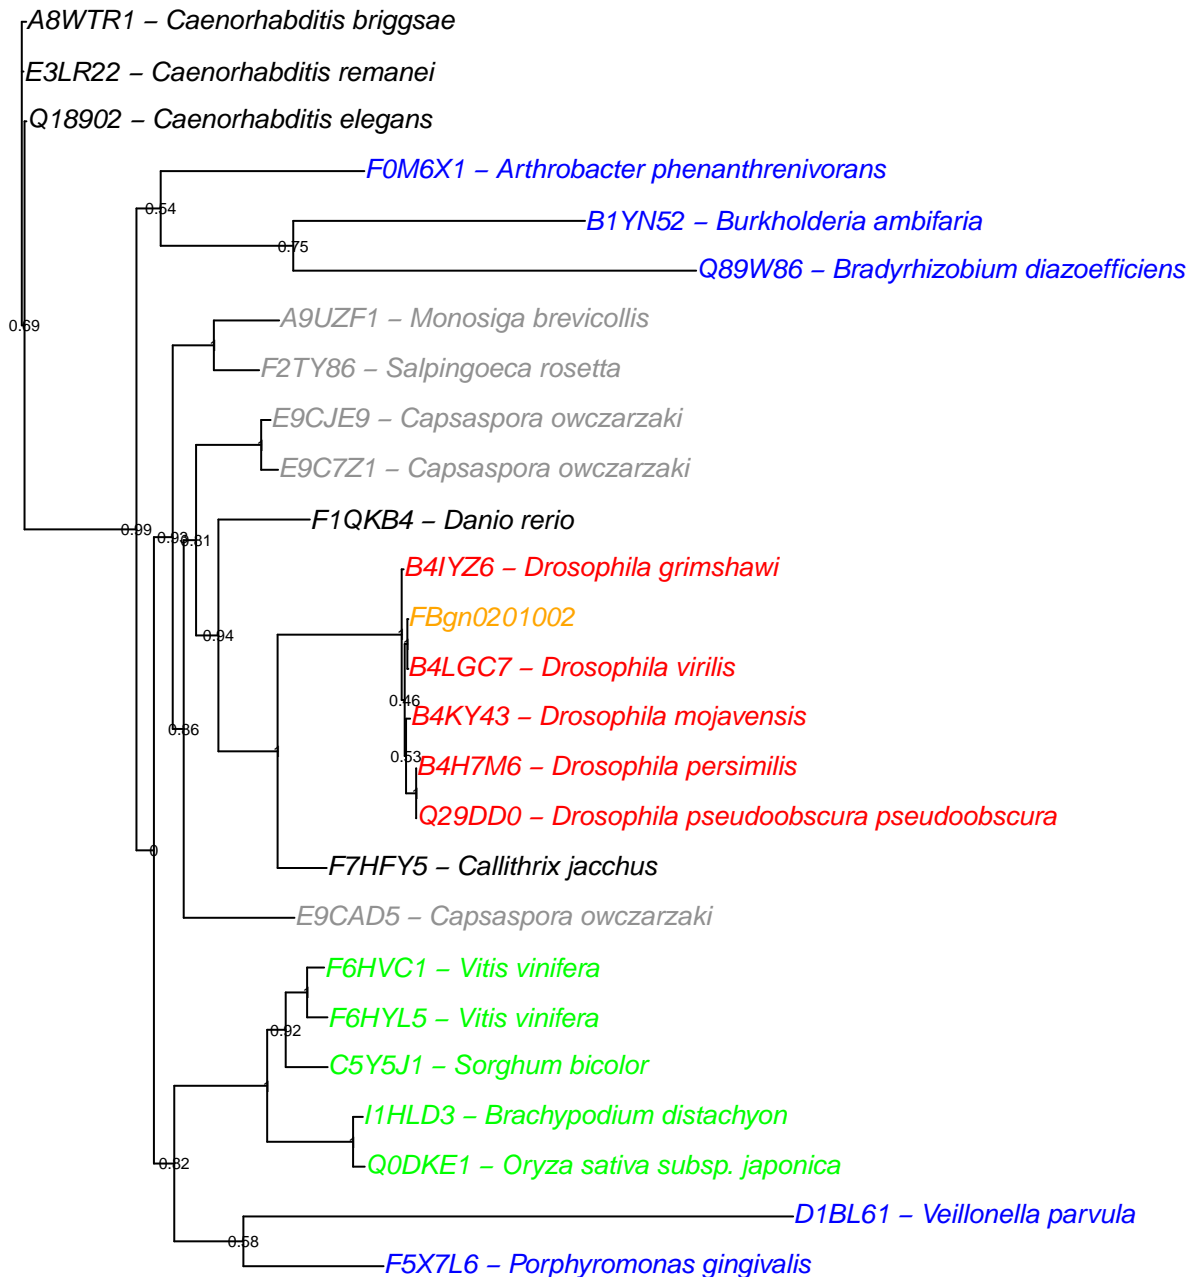 A8WTR1 – Caenorhabditis briggsae
E3LR22 – Caenorhabditis remanei
Q18902 – Caenorhabditis elegans
F0M6X1 – Arthrobacter phenanthrenivorans
0.54
B1YN52 – Burkholderia ambifaria
0.75
Q89W86 – Bradyrhizobium diazoefficiens
A9UZF1 – Monosiga brevicollis
0.69
F2TY86 – Salpingoeca rosetta
E9CJE9 – Capsaspora owczarzaki
E9C7Z1 – Capsaspora owczarzaki
F1QKB4 – Danio rerio
0.99
0.93
0.81
B4IYZ6 – Drosophila grimshawi
FBgn0201002
0.94
B4LGC7 – Drosophila virilis
0.46
B4KY43 – Drosophila mojavensis
0.86
0.53
B4H7M6 – Drosophila persimilis
Q29DD0 – Drosophila pseudoobscura pseudoobscura
0
F7HFY5 – Callithrix jacchus
E9CAD5 – Capsaspora owczarzaki
F6HVC1 – Vitis vinifera
F6HYL5 – Vitis vinifera
0.92
C5Y5J1 – Sorghum bicolor
I1HLD3 – Brachypodium distachyon
0.82
Q0DKE1 – Oryza sativa subsp. japonica
D1BL61 – Veillonella parvula
0.58
F5X7L6 – Porphyromonas gingivalis